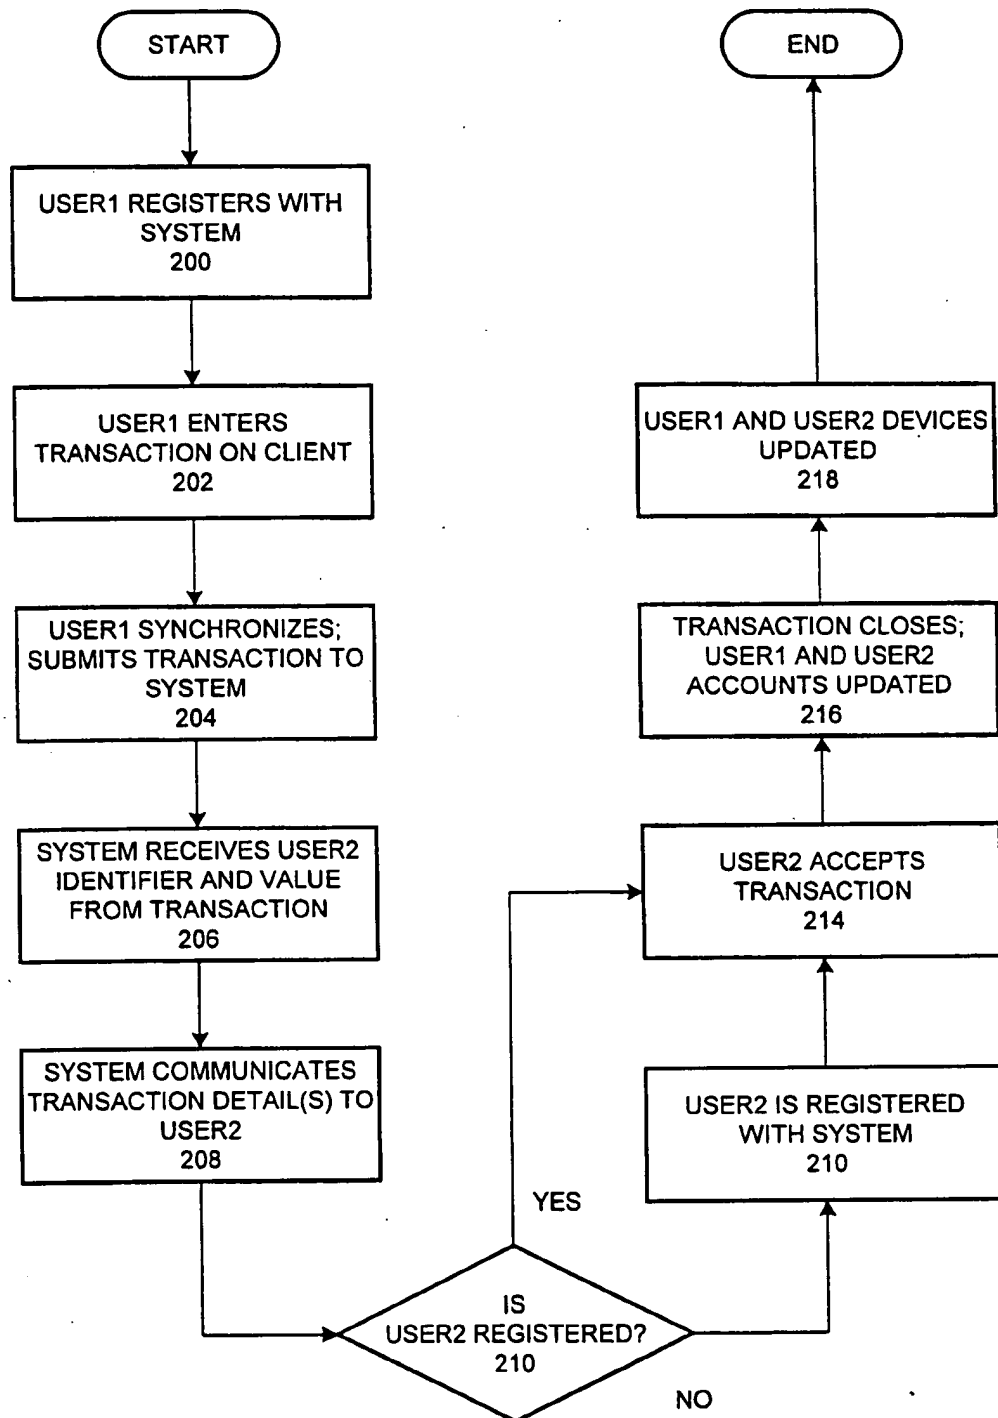 START
USER1 REGISTERS WITH
SYSTEM
200
USER1 ENTERS
TRANSACTION ON CLIENT
202
USER1 SYNCHRONIZES;
SUBMITS TRANSACTION TO
SYSTEM
204
SYSTEM RECEIVES USER2
IDENTIFIER AND VALUE
FROM TRANSACTION
206
SYSTEM COMMUNICATES
TRANSACTION DETAIL(S) TO
USER2
208
IS
USER2 REGISTERED?
210
YES
NO
USER2 IS REGISTERED
WITH SYSTEM
210
USER2 ACCEPTS
TRANSACTION
214
TRANSACTION CLOSES;
USER1 AND USER2
ACCOUNTS UPDATED
216
USER1 AND USER2 DEVICES
UPDATED
218
END